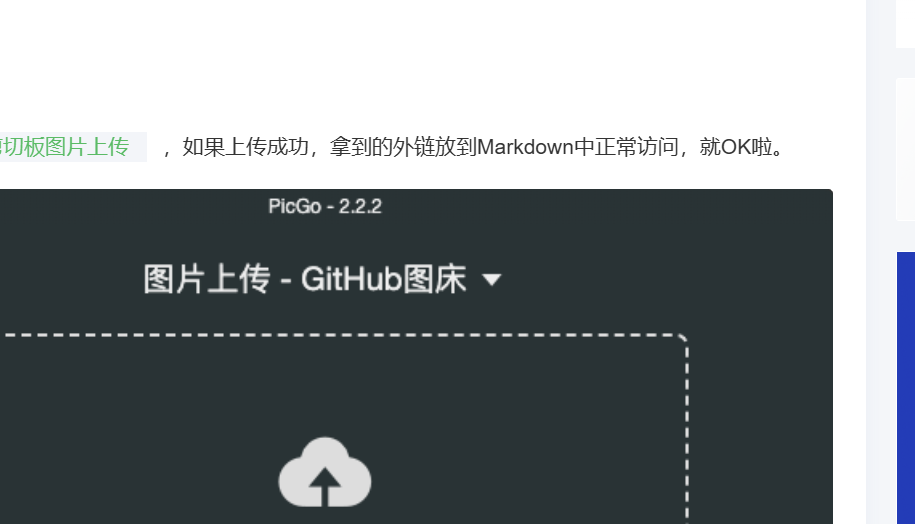 切板图片上传 ，如果上传成功，拿到的外链放到Markdown中正常访问，就OK啦。
PicGo - 2.2.2
图片上传 - GitHub图床